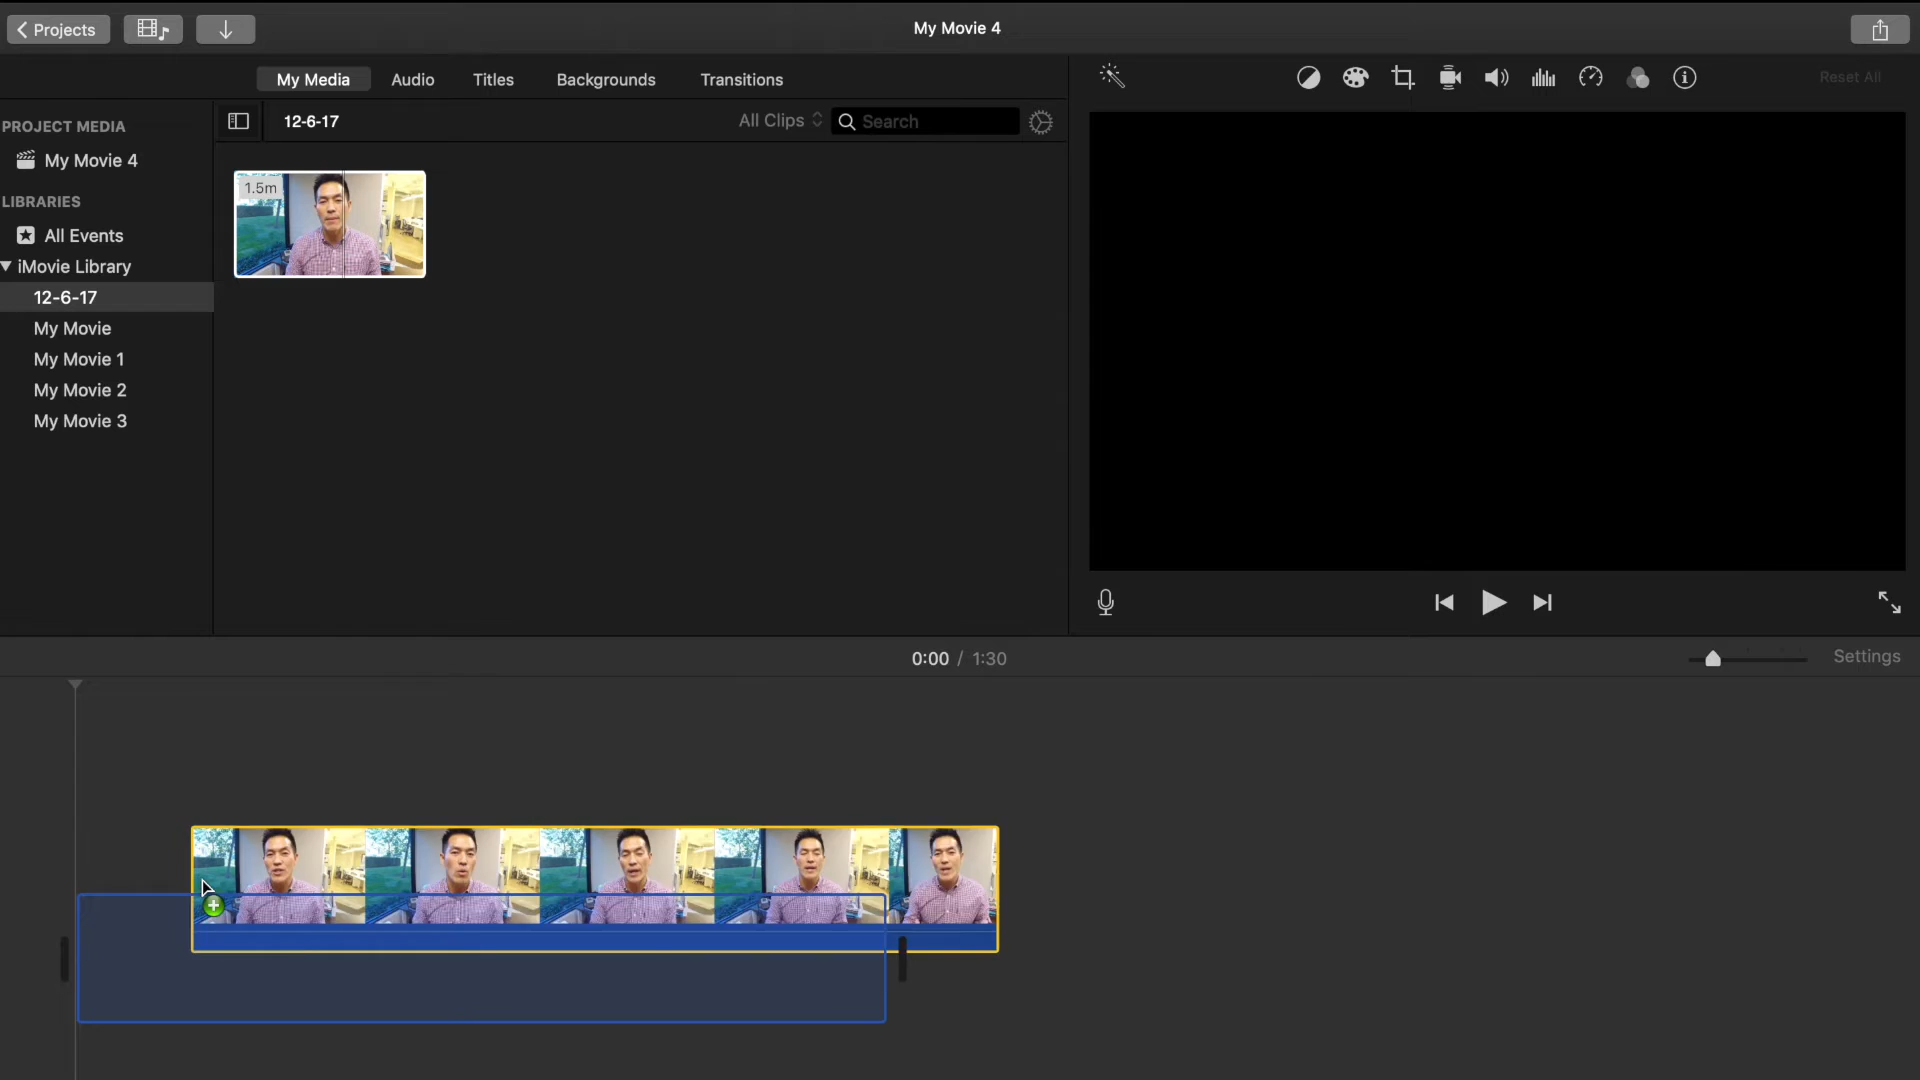 Projects
My Movie 4
My Media
Audio
Titles
Backgrounds
Transitions
Reset All
PROJECT MEDIA
My Movie 4
LIBRARIES
All Events
iMovie Library
12-6-17
My Movie
My Movie 1
My Movie 2
My Movie 3
12-6-17
All Clips
Search
1.5m
0:00 / 1:30
Settings